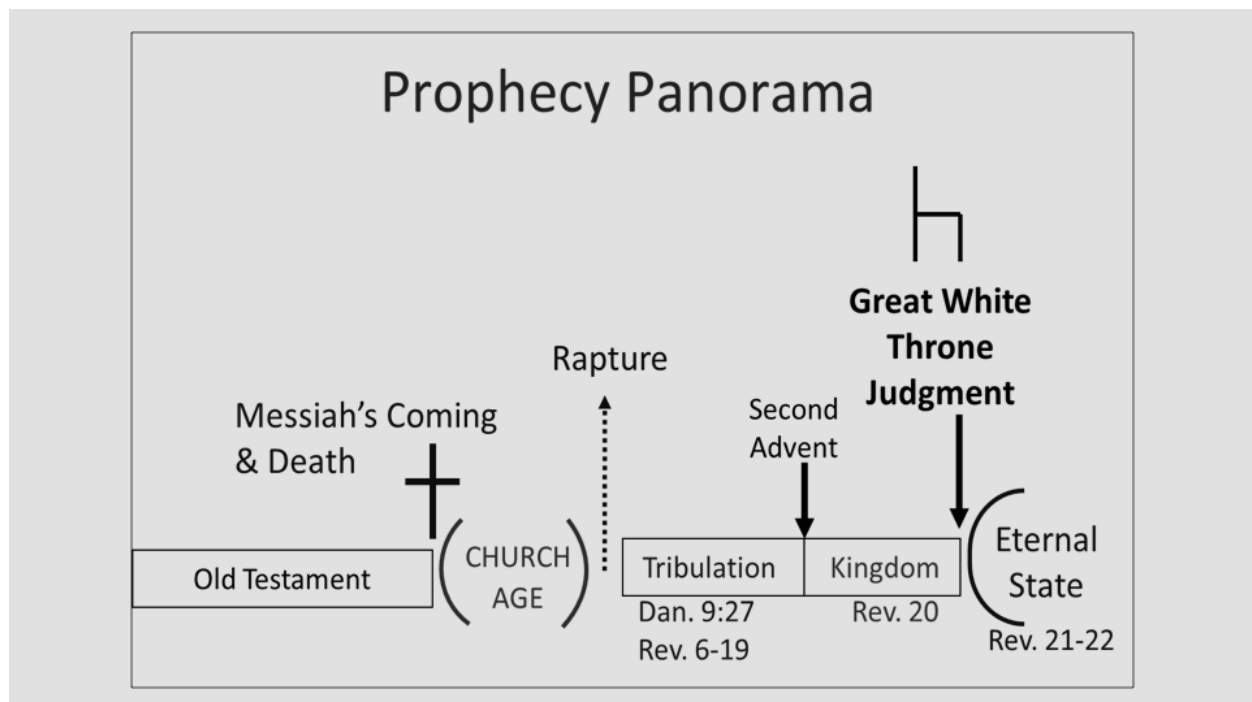 Prophecy Panorama
Great White
Throne
Judgment
Rapture
Second
Advent
Messiah’s Coming
& Death
Old Testament
CHURCH
AGE
Tribulation
Kingdom
Eternal
State
Dan. 9:27
Rev. 6-19
Rev. 20
Rev. 21-22